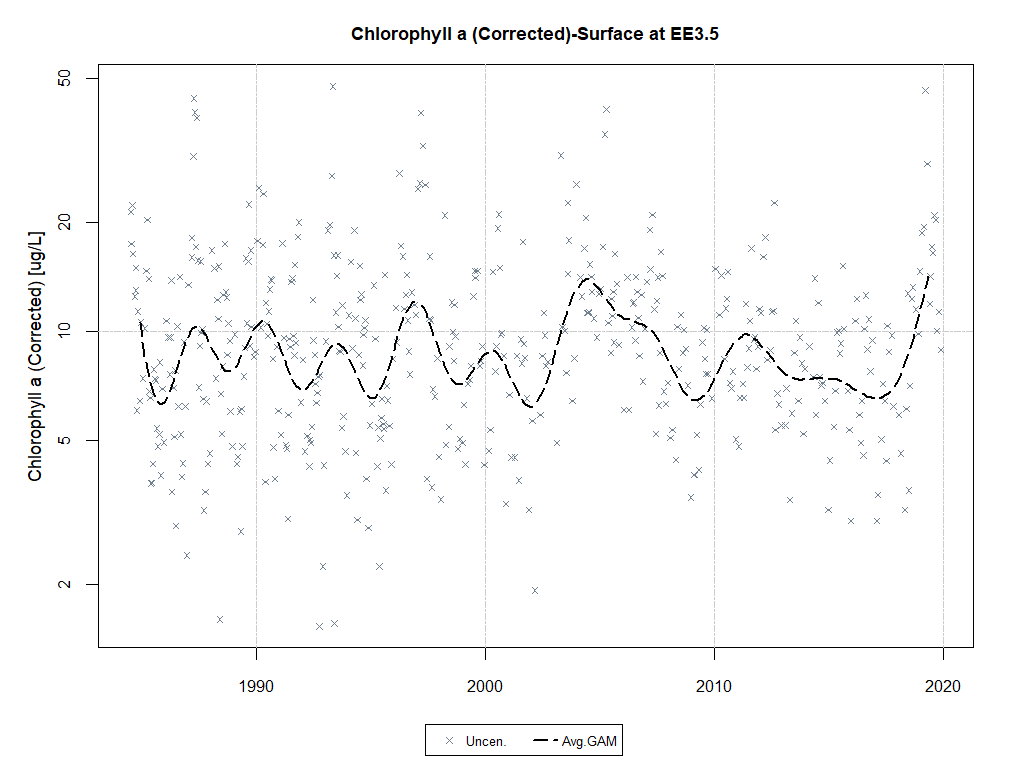 Chlorophyll a (Corrected)-Surface at EE3.5
Chlorophyll a (Corrected) [ug/L]
50
20
10
5
2
1990
2000
2010
2020
Uncen.
Avg.GAM